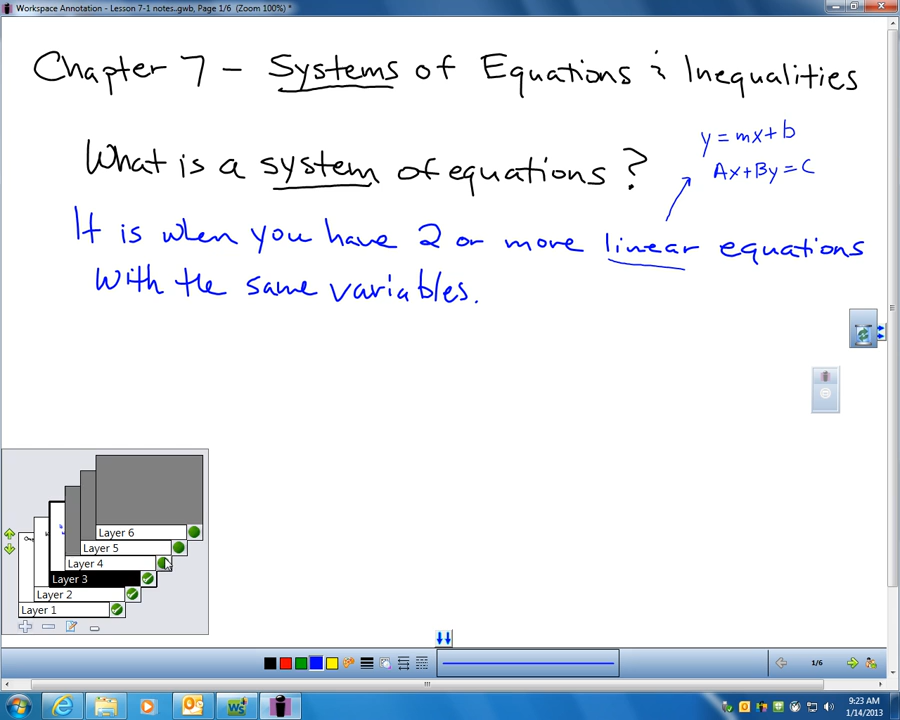 Workspace Annotation - Lesson 7-1 notes..gwb, Page 1/6 (Zoom 100%) *
Chapter 7 - Systems of Equations & Inequalities
y = mx + b
Ax + By = C
What is a system of equations?
It is when you have 2 or more linear equations
with the same variables.
Layer 6
Layer 5
Layer 4
Layer 3
Layer 2
Layer 1
1/6
9:23 AM
1/14/2013